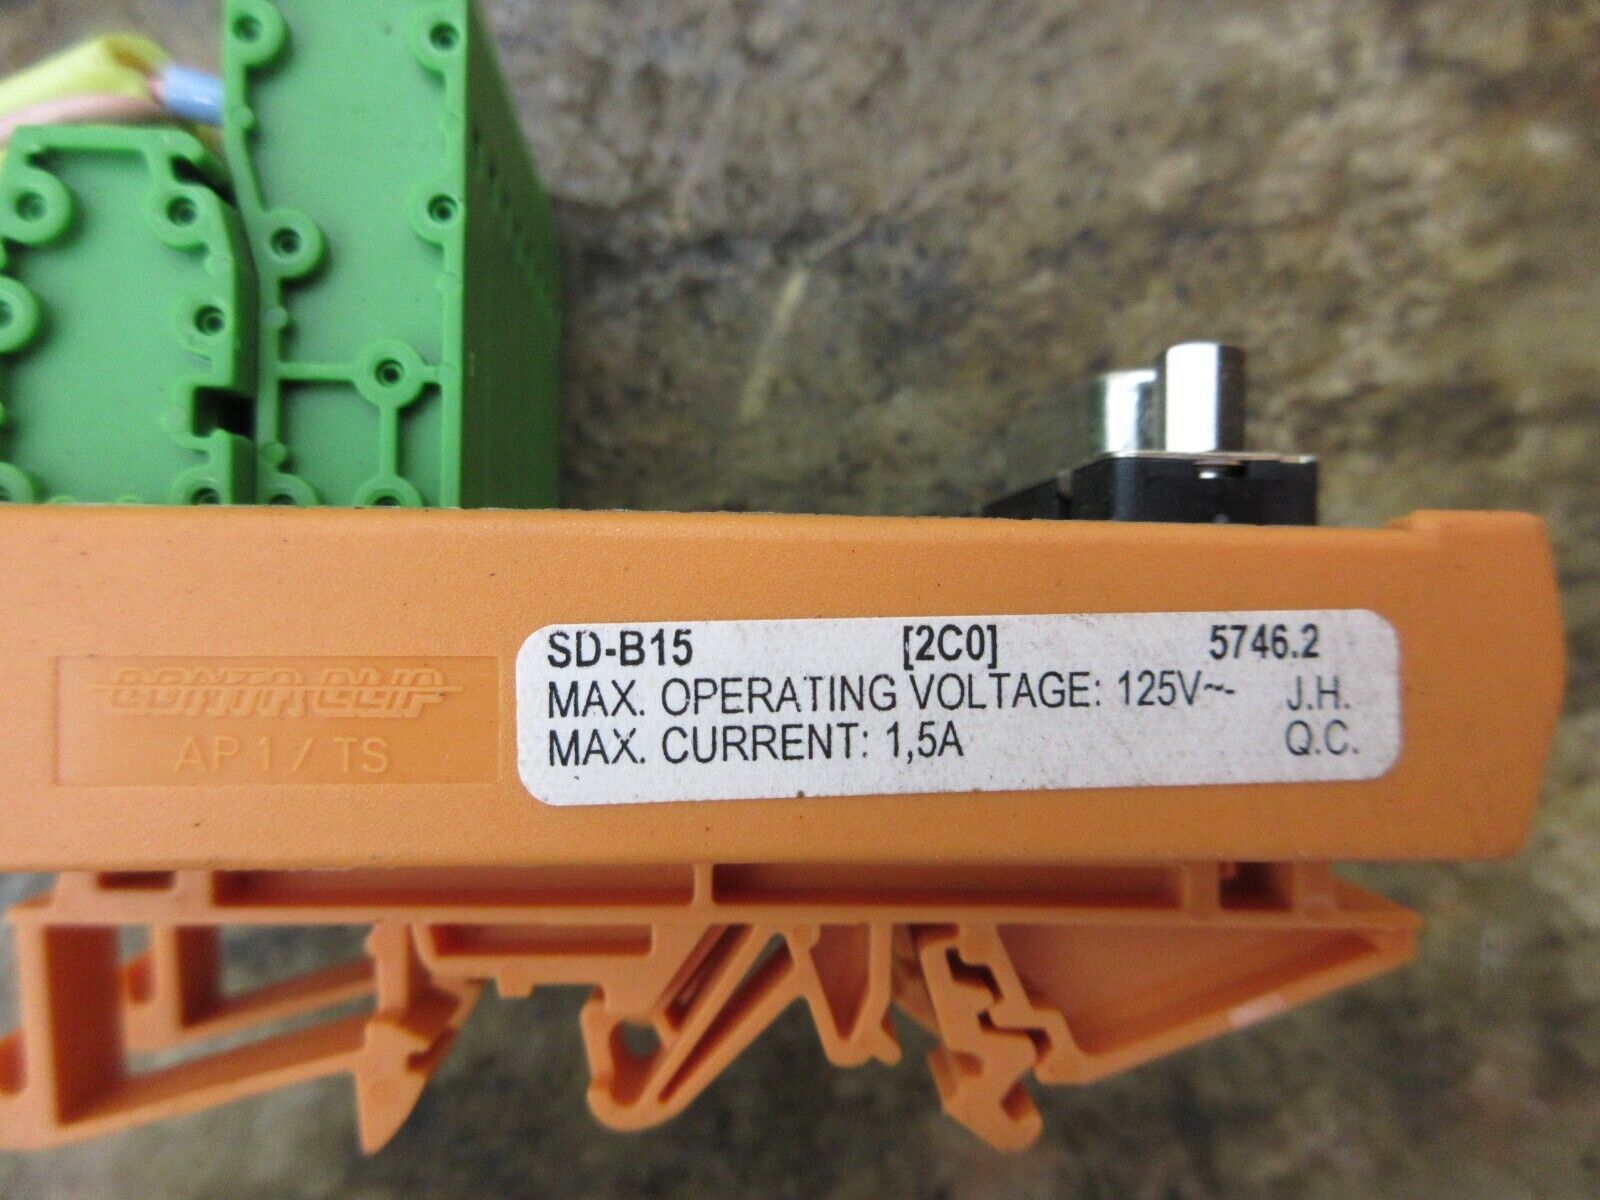 CONTA CLIP
AP 1 / TS
SD-B15 [2C0] 5746.2
MAX. OPERATING VOLTAGE: 125V~- J.H.
MAX. CURRENT: 1,5A Q.C.